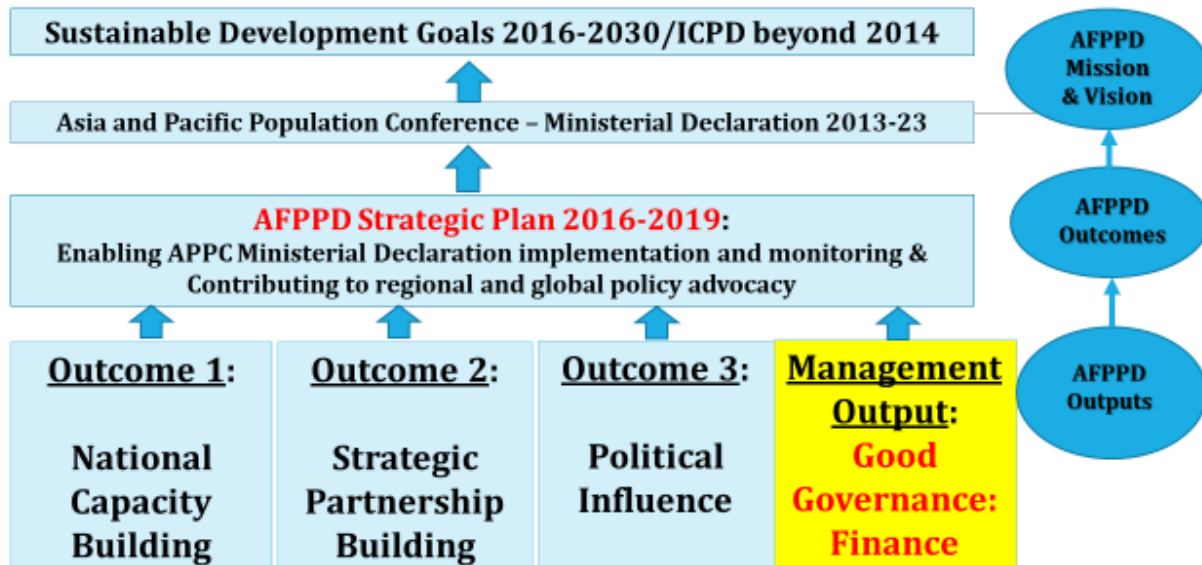 Sustainable Development Goals 2016-2030/ICPD beyond 2014
Asia and Pacific Population Conference – Ministerial Declaration 2013-23
AFPPD Strategic Plan 2016-2019:
Enabling APPC Ministerial Declaration implementation and monitoring &
Contributing to regional and global policy advocacy
Outcome 1:
National
Capacity
Building
Outcome 2:
Strategic
Partnership
Building
Outcome 3:
Political
Influence
Management
Output:
Good
Governance:
Finance
AFPPD
Mission
& Vision
AFPPD
Outcomes
AFPPD
Outputs